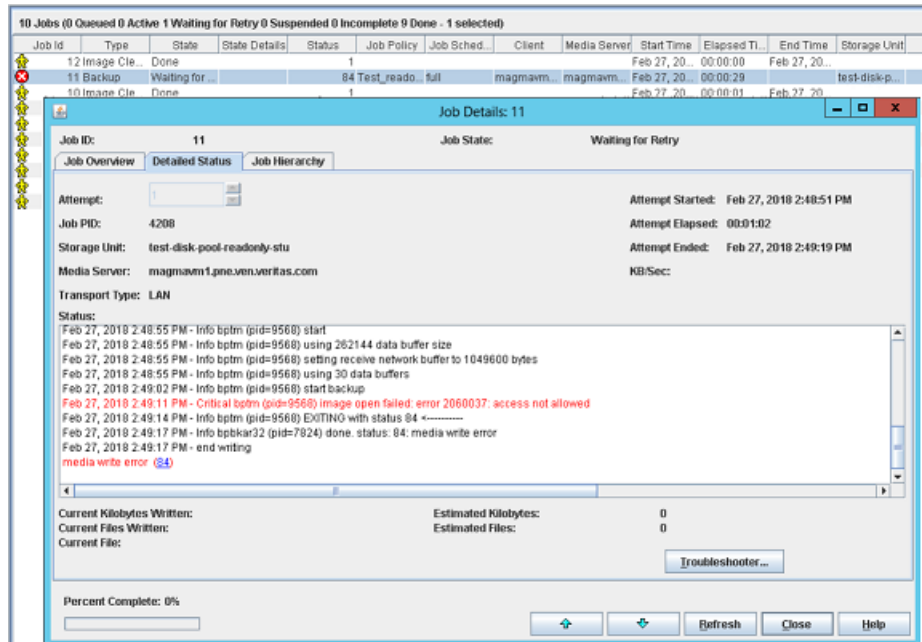 10 Jobs (0 Queued 0 Active 1 Waiting for Retry 0 Suspended 0 Incomplete 9 Done - 1 selected)
Job Id Type State State Details Status Job Policy Job Sched... Client Media Server Start Time Elapsed Ti... End Time Storage Unit
12 Image Cle... Done 1 Feb 27, 20... 00:00:00 Feb 27, 20...
11 Backup Waiting for ... 84 Test_reado... full magmavm... magmavm... Feb 27, 20... 00:00:29 test-disk-p...
10 Image Cle... Done 1 Feb 27, 20... 00:00:01 Feb 27, 20...
Job Details: 11
Job ID: 11 Job State: Waiting for Retry
Job Overview Detailed Status Job Hierarchy
Attempt: 1 Attempt Started: Feb 27, 2018 2:48:51 PM
Job PID: 4208 Attempt Elapsed: 00:01:02
Storage Unit: test-disk-pool-readonly-stu Attempt Ended: Feb 27, 2018 2:49:19 PM
Media Server: magmavm1.pne.ven.veritas.com KB/Sec:
Transport Type: LAN
Status:
Feb 27, 2018 2:48:55 PM - Info bptm (pid=9568) start
Feb 27, 2018 2:48:55 PM - Info bptm (pid=9568) using 262144 data buffer size
Feb 27, 2018 2:48:55 PM - Info bptm (pid=9568) setting receive network buffer to 1049600 bytes
Feb 27, 2018 2:48:55 PM - Info bptm (pid=9568) using 30 data buffers
Feb 27, 2018 2:49:02 PM - Info bptm (pid=9568) start backup
Feb 27, 2018 2:49:11 PM - Critical bptm (pid=9568) image open failed: error 2060037: access not allowed
Feb 27, 2018 2:49:14 PM - Info bptm (pid=9568) EXITING with status 84 <----------
Feb 27, 2018 2:49:17 PM - Info bpbkar32 (pid=7824) done. status: 84: media write error
Feb 27, 2018 2:49:17 PM - end writing
media write error (84)
Current Kilobytes Written: Estimated Kilobytes: 0
Current Files Written: Estimated Files: 0
Current File:
Troubleshooter...
Percent Complete: 0%
Refresh Close Help